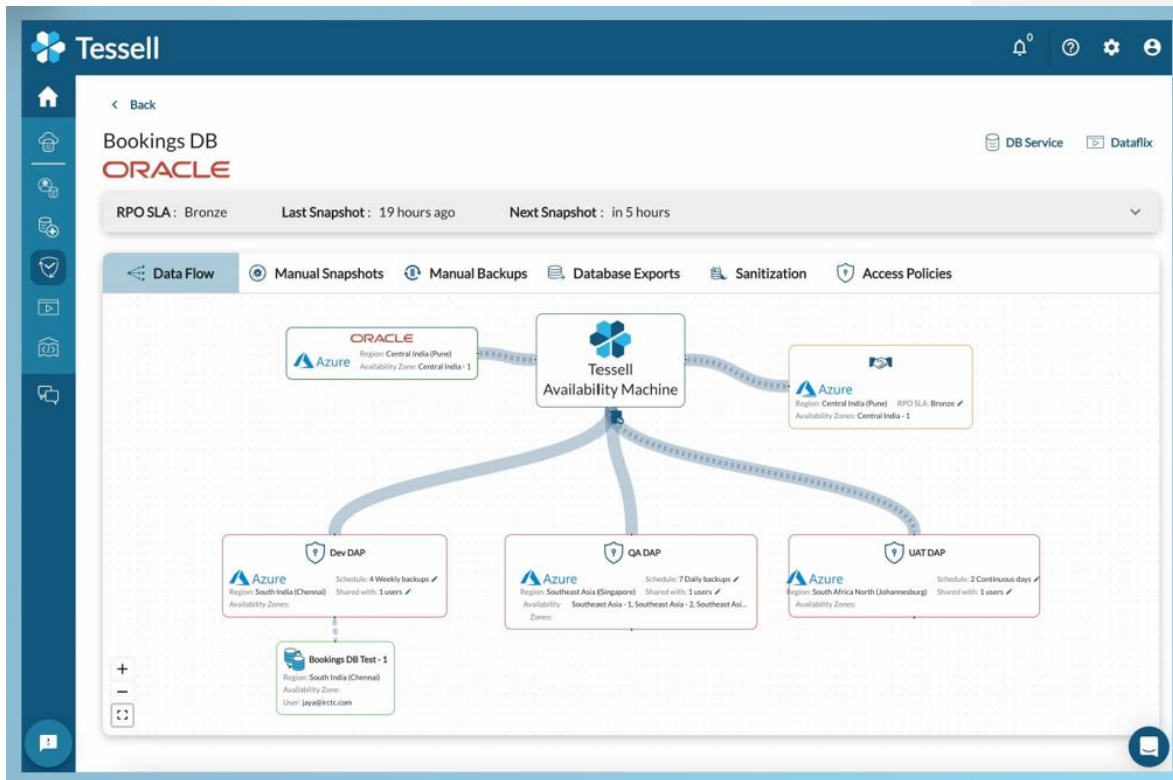 Tessell
0
Back
Bookings DB
ORACLE
DB Service
Dataflix
RPO SLA : Bronze
Last Snapshot : 19 hours ago
Next Snapshot : in 5 hours
Data Flow
Manual Snapshots
Manual Backups
Database Exports
Sanitization
Access Policies
ORACLE
Azure
Region: Central India (Pune)
Availability Zone: Central India - 1
Tessell
Availability Machine
Azure
Region: Central India (Pune) RPO SLA: Bronze
Availability Zones: Central India - 1
Dev DAP
Azure
Schedule: 4 Weekly backups
Region: South India (Chennai) Shared with: 1 users
Availability Zones:
QA DAP
Azure
Schedule: 7 Daily backups
Region: Southeast Asia (Singapore) Shared with: 1 users
Availability Zones: Southeast Asia - 1, Southeast Asia - 2, Southeast Asi...
UAT DAP
Azure
Schedule: 2 Continuous days
Region: South Africa North (Johannesburg) Shared with: 1 users
Availability Zones:
Bookings DB Test - 1
Region: South India (Chennai)
Availability Zone:
User: jaya@irctc.com